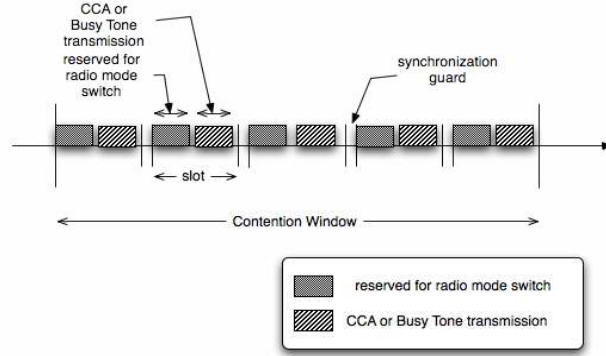 CCA or
Busy Tone
transmission
reserved for
radio mode
switch
synchronization
guard
slot
Contention Window
reserved for radio mode switch
CCA or Busy Tone transmission